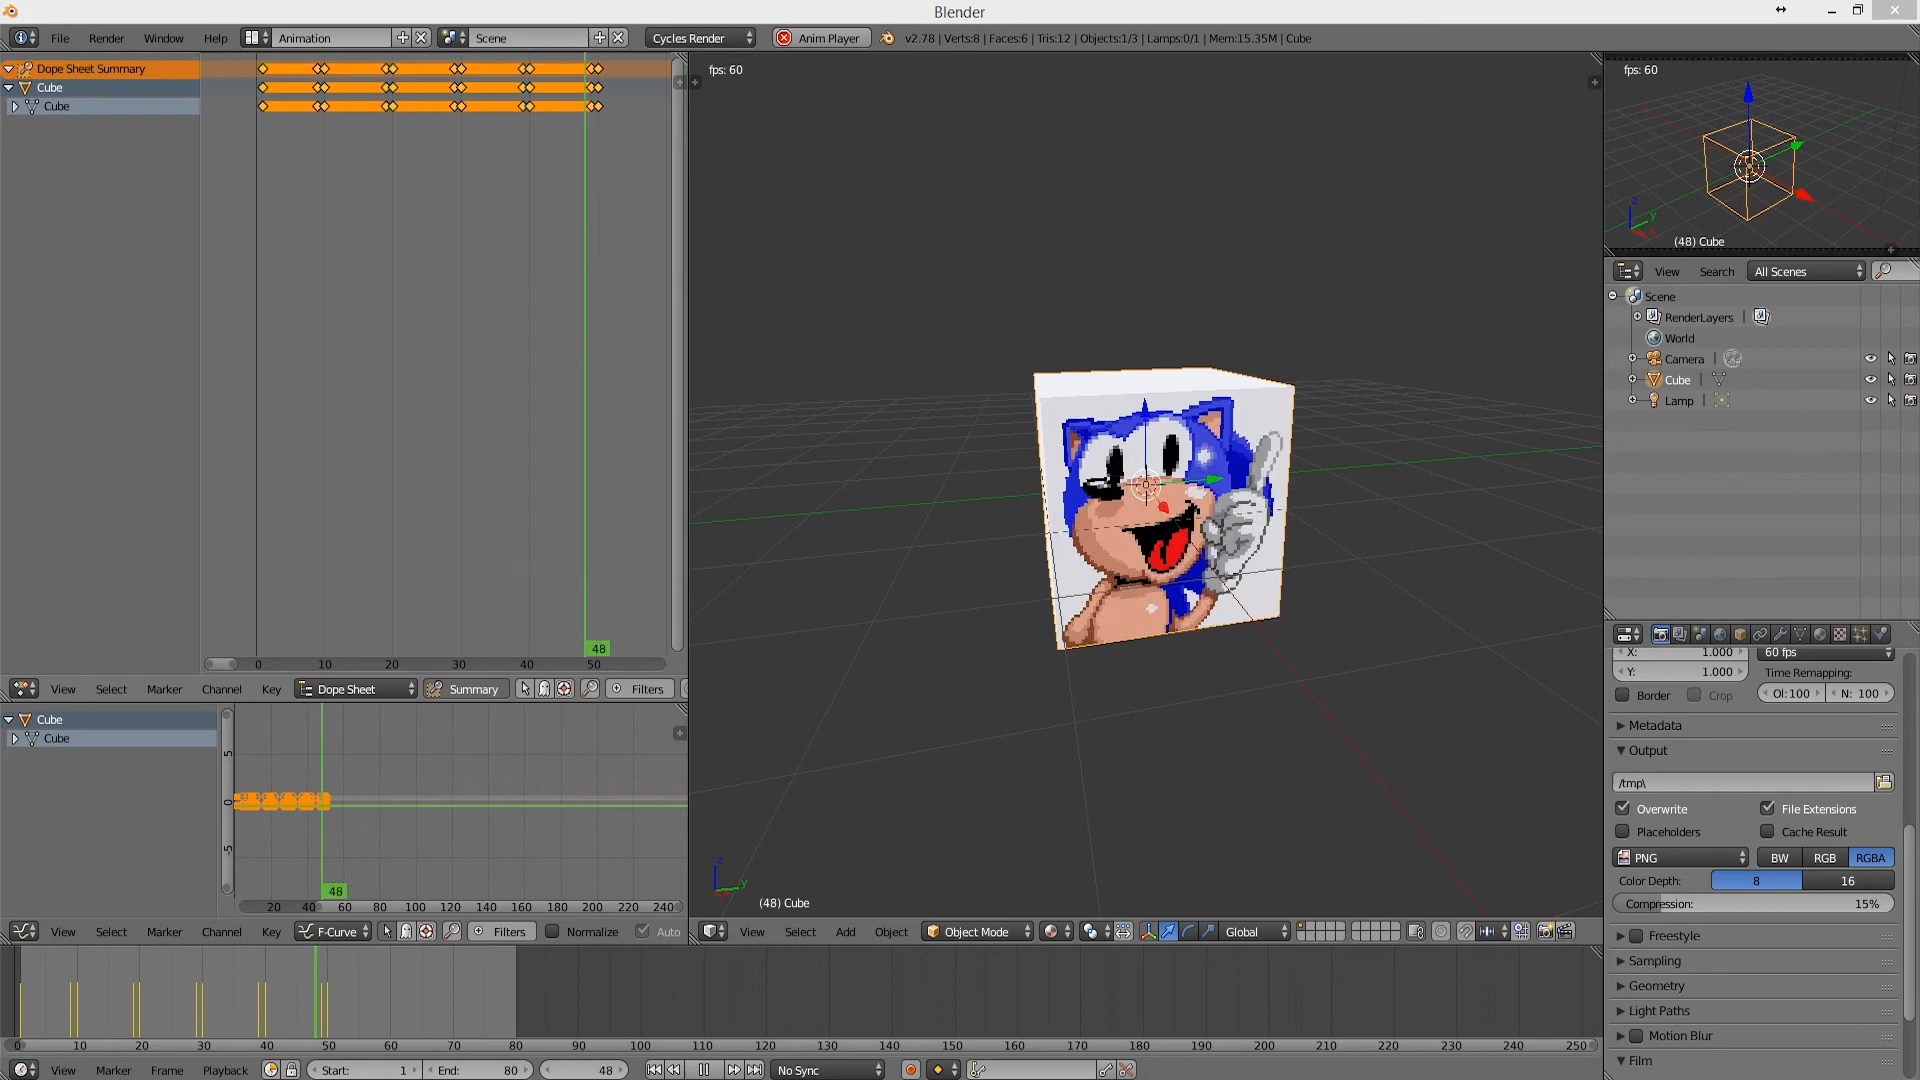 Blender
File Render Window Help Animation Scene Cycles Render Anim Player v2.78 | Verts:8 | Faces:6 | Tris:12 | Objects:1/3 | Lamps:0/1 | Mem:15.35M | Cube
Dope Sheet Summary
Cube
Cube
48
0 10 20 30 40 50
View Select Marker Channel Key Dope Sheet Summary Filters
Cube
Cube
5
0
-5
48
20 40 60 80 100 120 140 160 180 200 220 240
View Select Marker Channel Key F-Curve Filters Normalize Auto
fps: 60
z
y
(48) Cube
View Select Add Object Object Mode Global
fps: 60
z
y
(48) Cube
View Search All Scenes
Scene
RenderLayers |
World
Camera |
Cube |
Lamp |
X: 1.000 60 fps
Y: 1.000 Time Remapping:
Border Crop Ol:100 N: 100
Metadata
Output
/tmp\
Overwrite File Extensions
Placeholders Cache Result
PNG BW RGB RGBA
Color Depth: 8 16
Compression: 15%
Freestyle
Sampling
Geometry
Light Paths
Motion Blur
Film
0 10 20 30 40 50 60 70 80 90 100 110 120 130 140 150 160 170 180 190 200 210 220 230 240 250
View Marker Frame Playback Start: 1 End: 80 48 No Sync